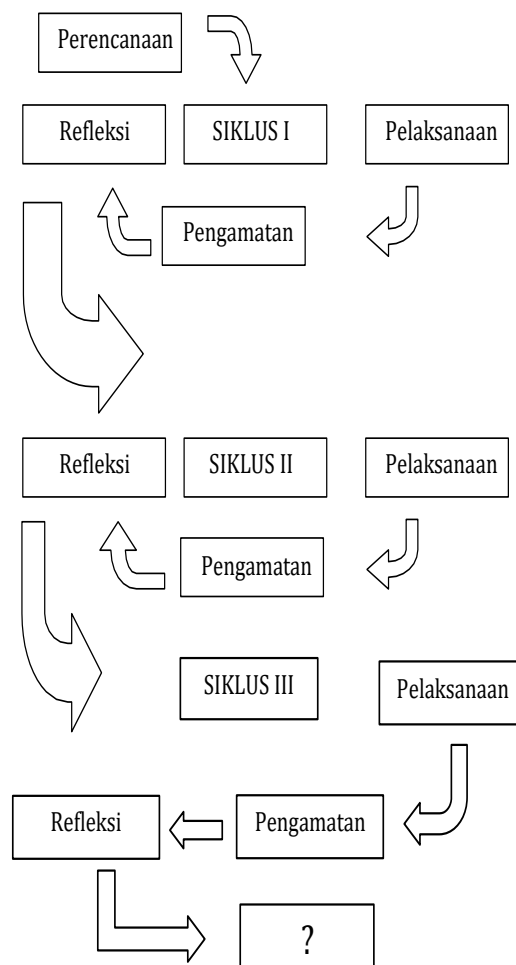 Perencanaan
Refleksi
SIKLUS I
Pelaksanaan
Pengamatan
Refleksi
SIKLUS II
Pelaksanaan
Pengamatan
SIKLUS III
Pelaksanaan
Refleksi
Pengamatan
?